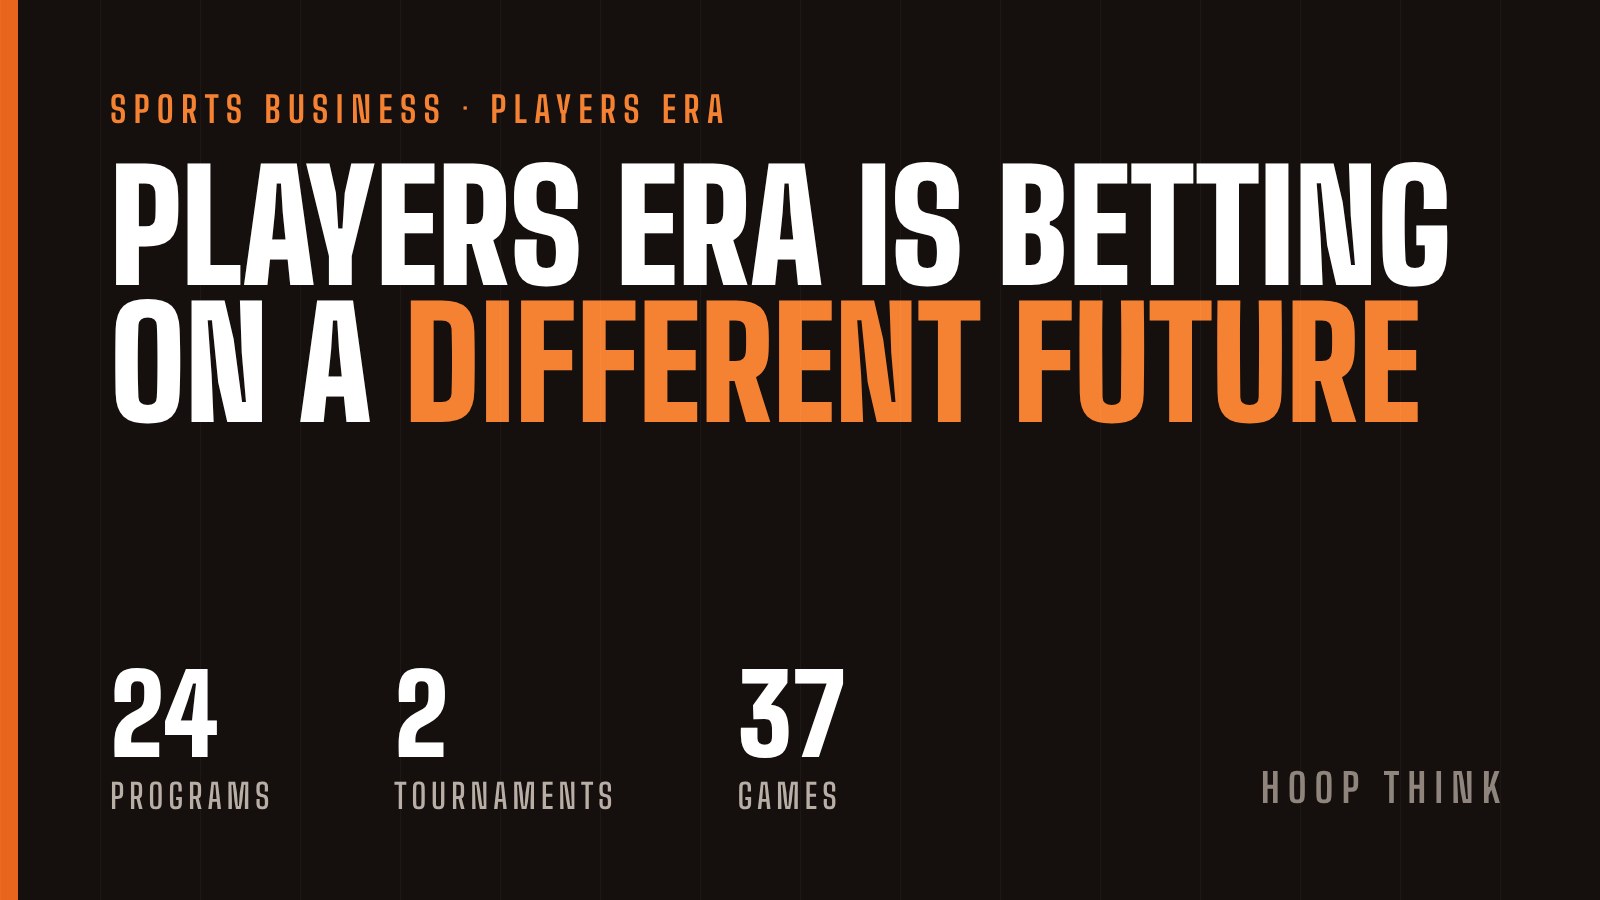 SPORTS BUSINESS · PLAYERS ERA
PLAYERS ERA IS BETTING
ON A DIFFERENT FUTURE
24
PROGRAMS
2
TOURNAMENTS
37
GAMES
HOOP THINK